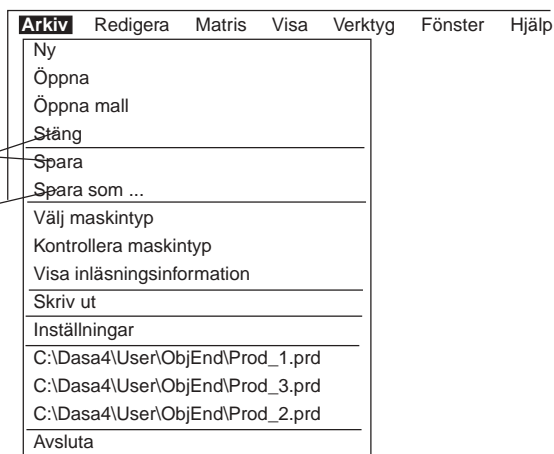 Arkiv Redigera Matris Visa Verktyg Fönster Hjälp
Ny
Öppna
Öppna mall
Stäng
Spara
Spara som ...
Välj maskintyp
Kontrollera maskintyp
Visa inläsningsinformation
Skriv ut
Inställningar
C:\Dasa4\User\ObjEnd\Prod_1.prd
C:\Dasa4\User\ObjEnd\Prod_3.prd
C:\Dasa4\User\ObjEnd\Prod_2.prd
Avsluta